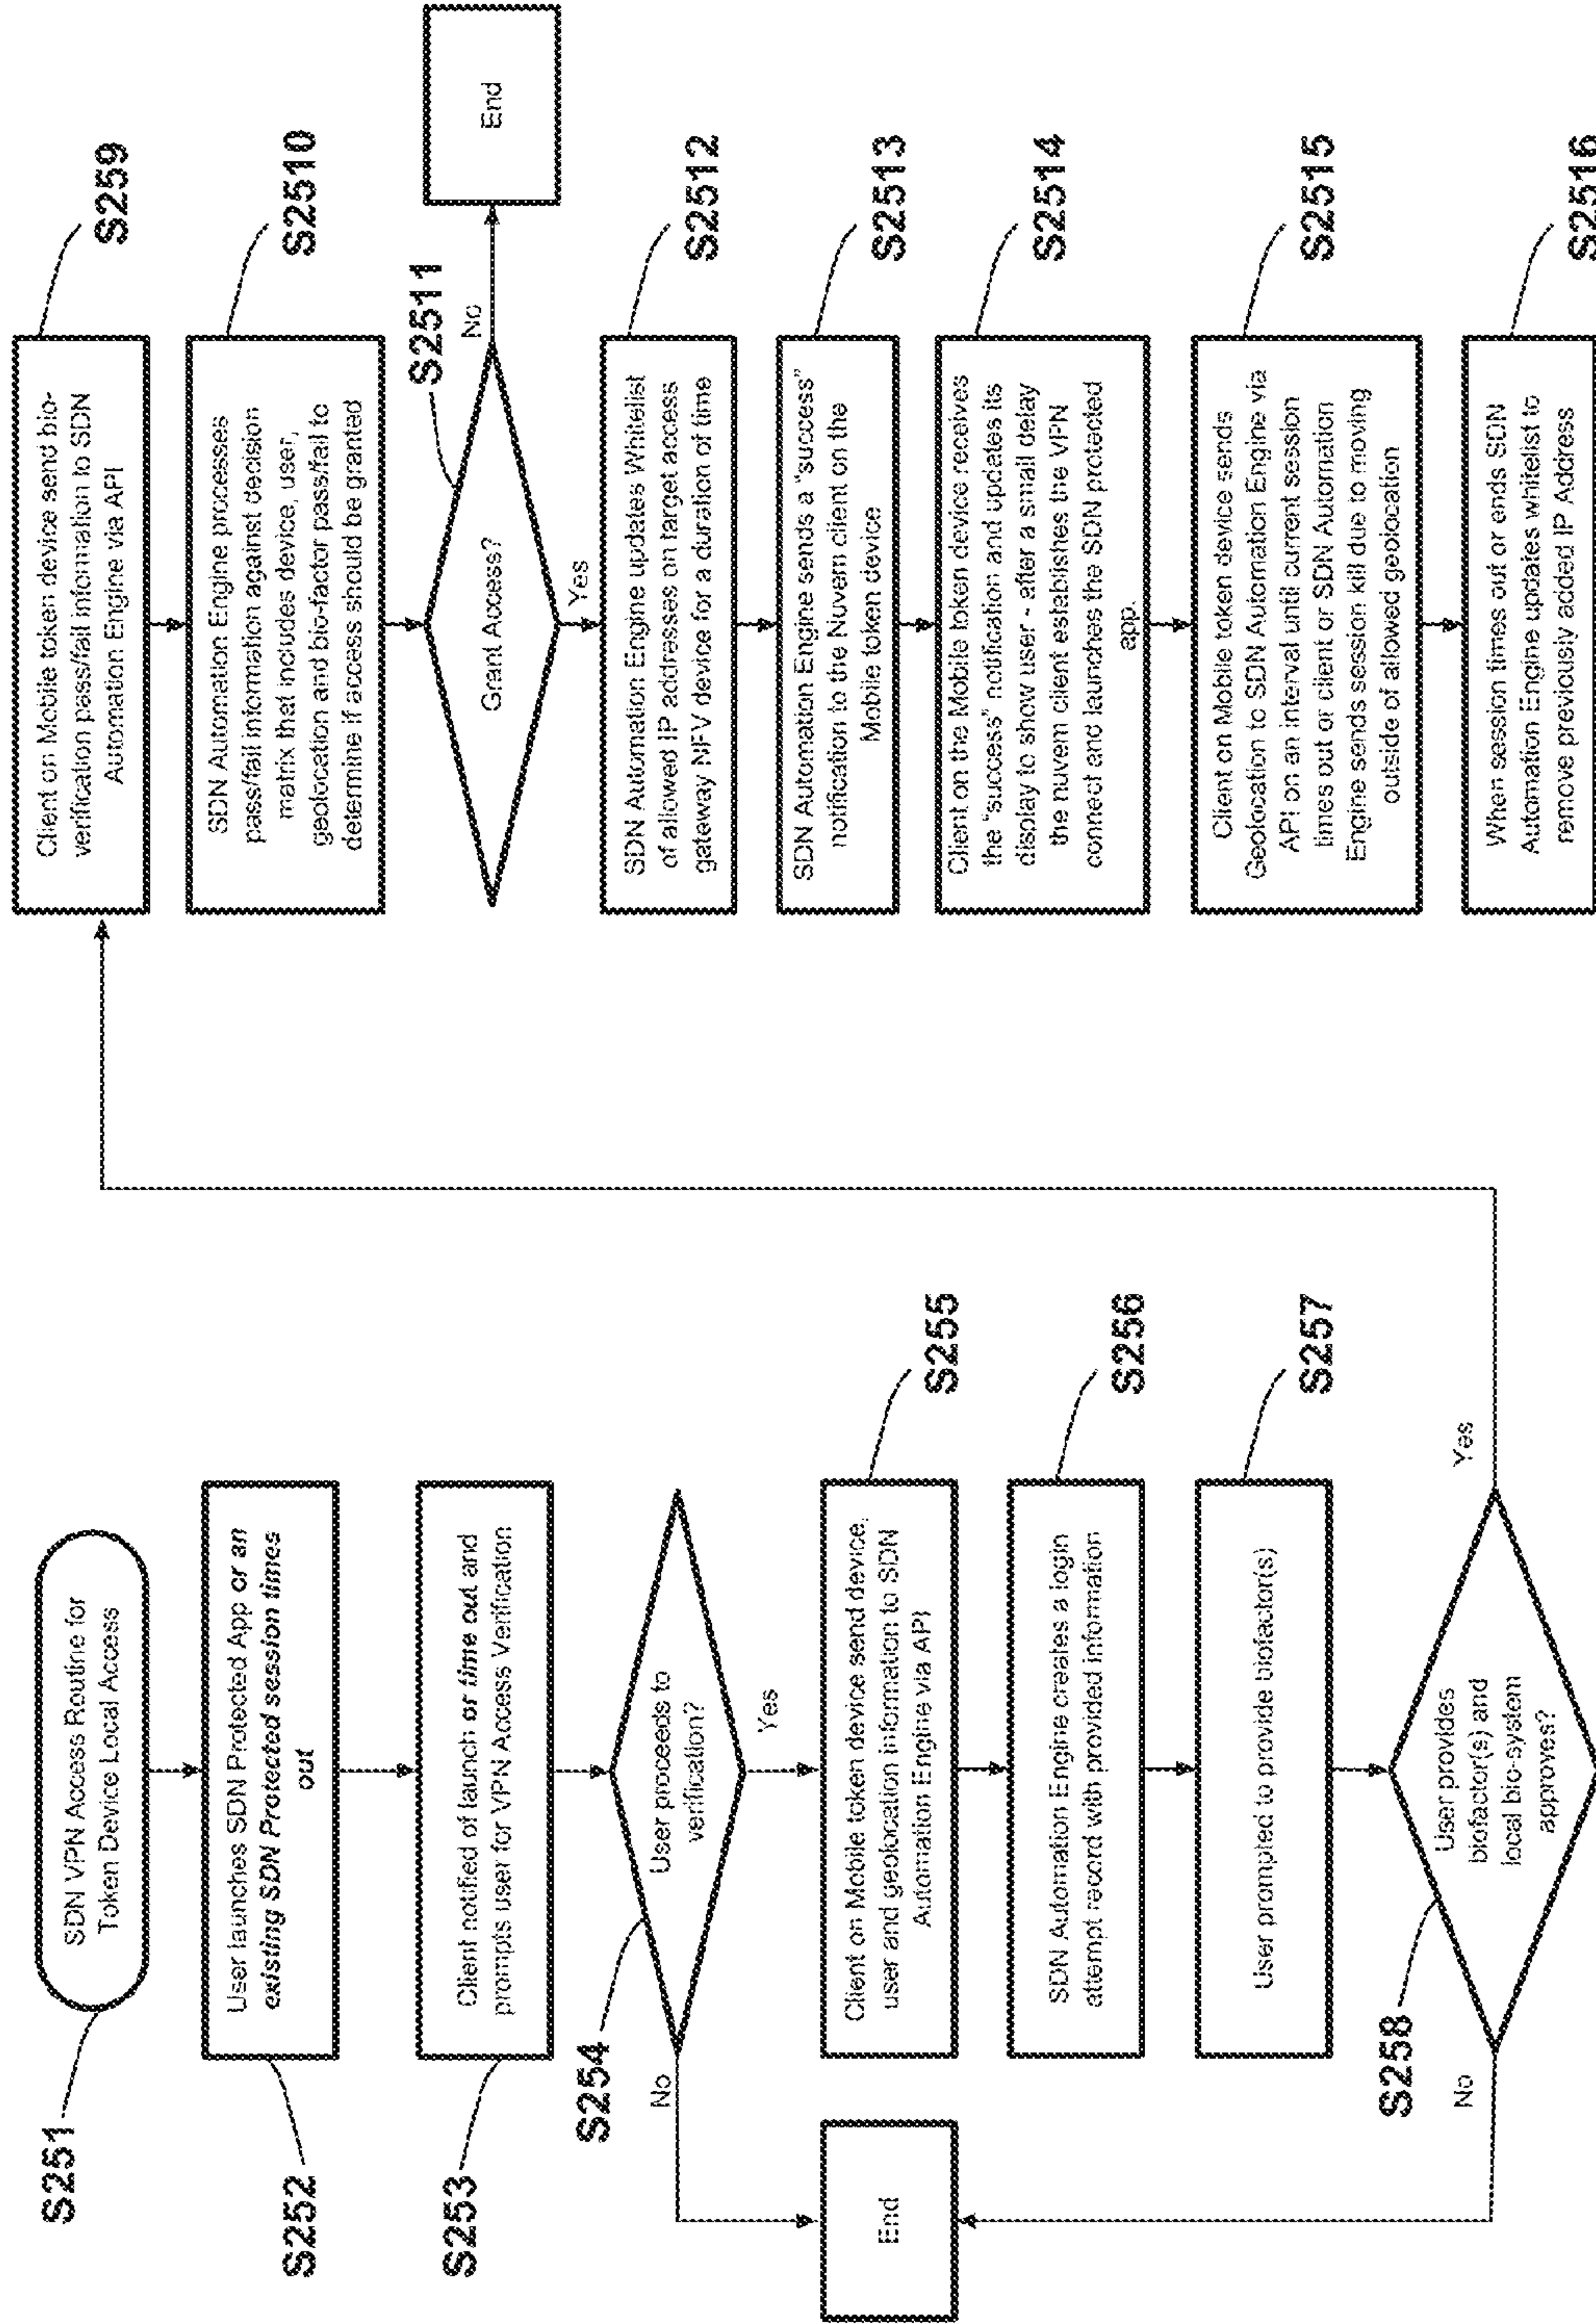 S251
SDN VPN Access Routine for
Token Device Local Access
S252
User launches SDN Protected App or an
existing SDN Protected session times
out
S253
Client notified of launch or time out and
prompts user for VPN Access Verification
S254
User proceeds to
verification?
No
Yes
End
S255
Client on Mobile token device send device,
user and geolocation information to SDN
Automation Engine via API
S256
SDN Automation Engine creates a login
attempt record with provided information
S257
User prompted to provide biofactor(s)
S258
User provides
biofactor(s) and
local bio-system
approves?
No
Yes
S259
Client on Mobile token device send bio-
verification pass/fail information to SDN
Automation Engine via API
S2510
SDN Automation Engine processes
pass/fail information against decision
matrix that includes device, user,
geolocation and bio-factor pass/fail to
determine if access should be granted
S2511
Grant Access?
No
End
Yes
S2512
SDN Automation Engine updates Whitelist
of allowed IP addresses on target access
gateway NFV device for a duration of time
S2513
SDN Automation Engine sends a "success"
notification to the Nuvem client on the
Mobile token device
S2514
Client on the Mobile token device receives
the "success" notification and updates its
display to show user - after a small delay
the nuvem client establishes the VPN
connect and launches the SDN protected
app.
S2515
Client on Mobile token device sends
Geolocation to SDN Automation Engine via
API on an interval until current session
times out or client or SDN Automation
Engine sends session kill due to moving
outside of allowed geolocation
S2516
When session times out or ends SDN
Automation Engine updates whitelist to
remove previously added IP Address